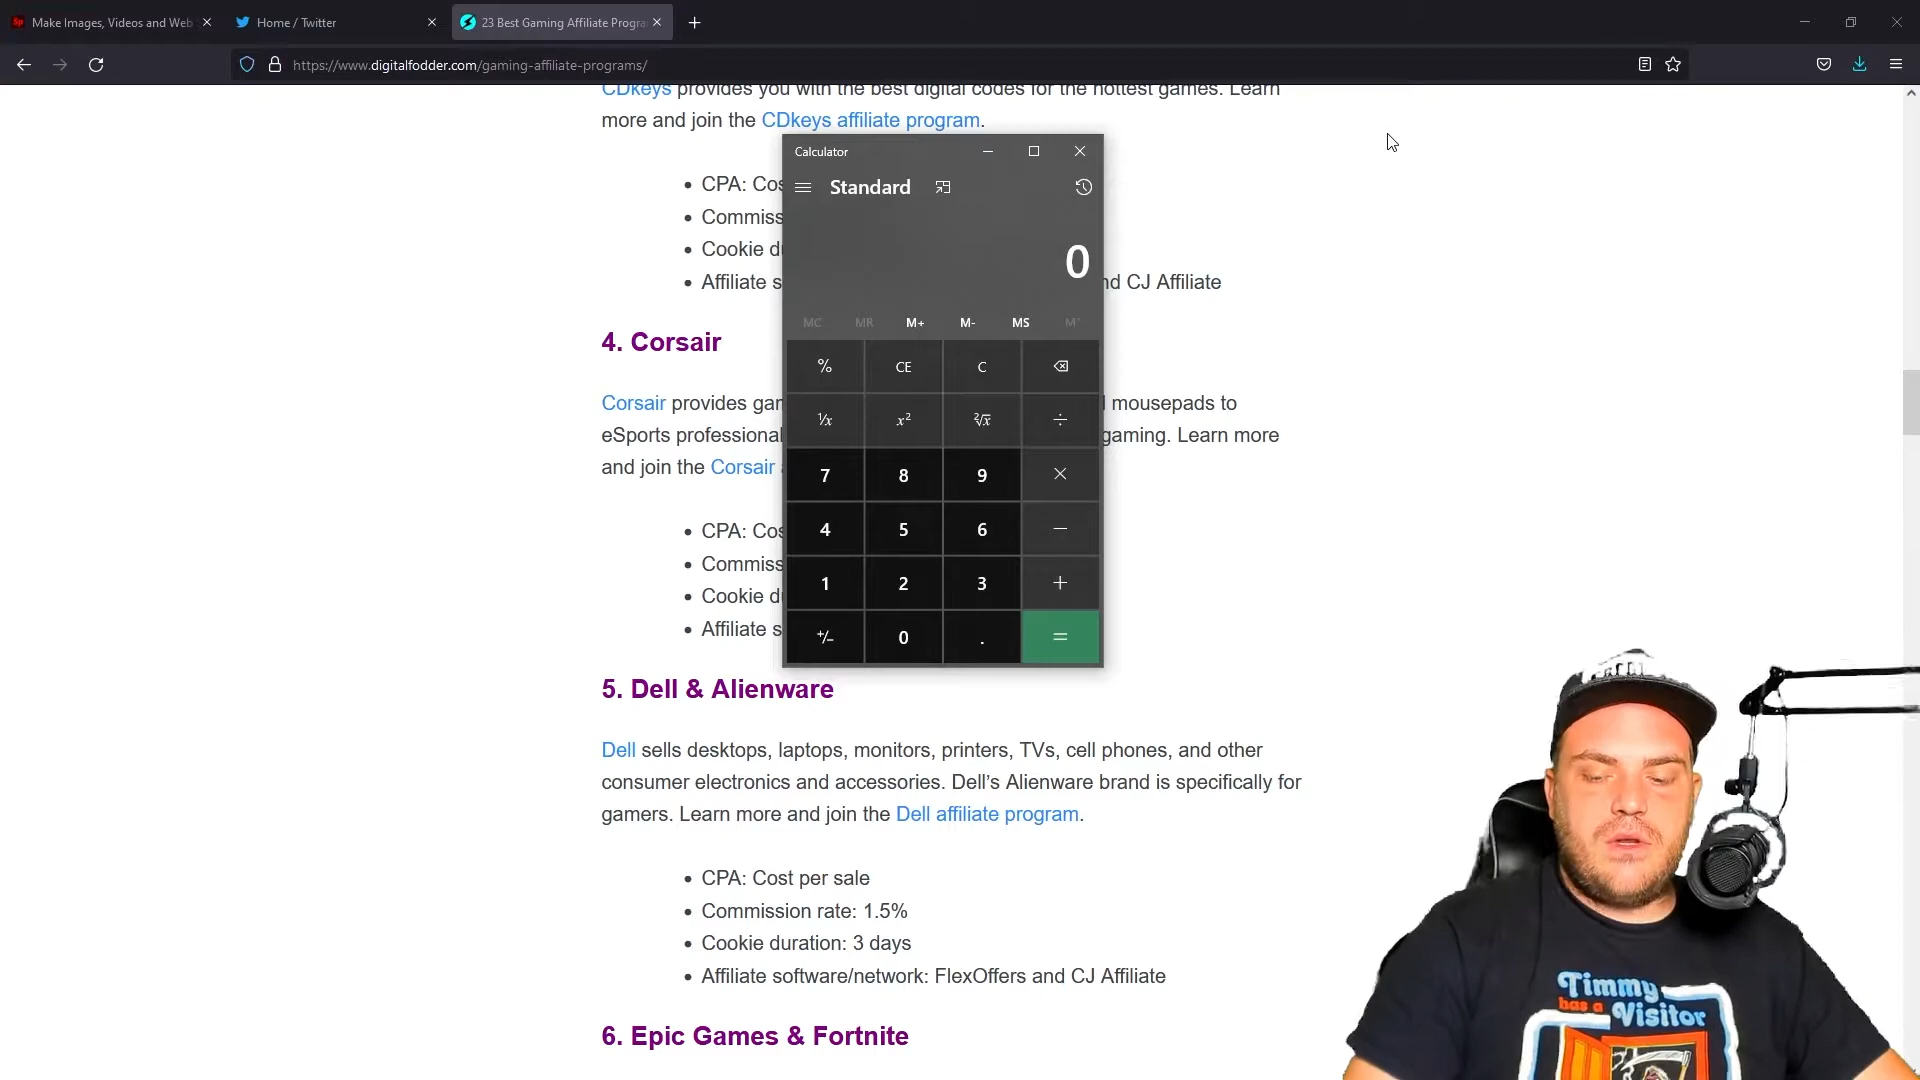 Make Images, Videos and Web
Home / Twitter
23 Best Gaming Affiliate Progra
https://www.digitalfodder.com/gaming-affiliate-programs/
CDkeys provides you with the best digital codes for the hottest games. Learn
more and join the CDkeys affiliate program.
CPA: Cos
Commiss
Cookie d
Affiliate s nd CJ Affiliate
Calculator
Standard
0
MC MR M+ M- MS
% CE C
1/x x² ²√x ÷
7 8 9 ×
4 5 6 −
1 2 3 +
+/− 0 . =
4. Corsair
Corsair provides gam mousepads to
eSports professional gaming. Learn more
and join the Corsair
CPA: Cos
Commiss
Cookie d
Affiliate s
5. Dell & Alienware
Dell sells desktops, laptops, monitors, printers, TVs, cell phones, and other
consumer electronics and accessories. Dell’s Alienware brand is specifically for
gamers. Learn more and join the Dell affiliate program.
CPA: Cost per sale
Commission rate: 1.5%
Cookie duration: 3 days
Affiliate software/network: FlexOffers and CJ Affiliate
6. Epic Games & Fortnite
Timmy
has a
Visitor